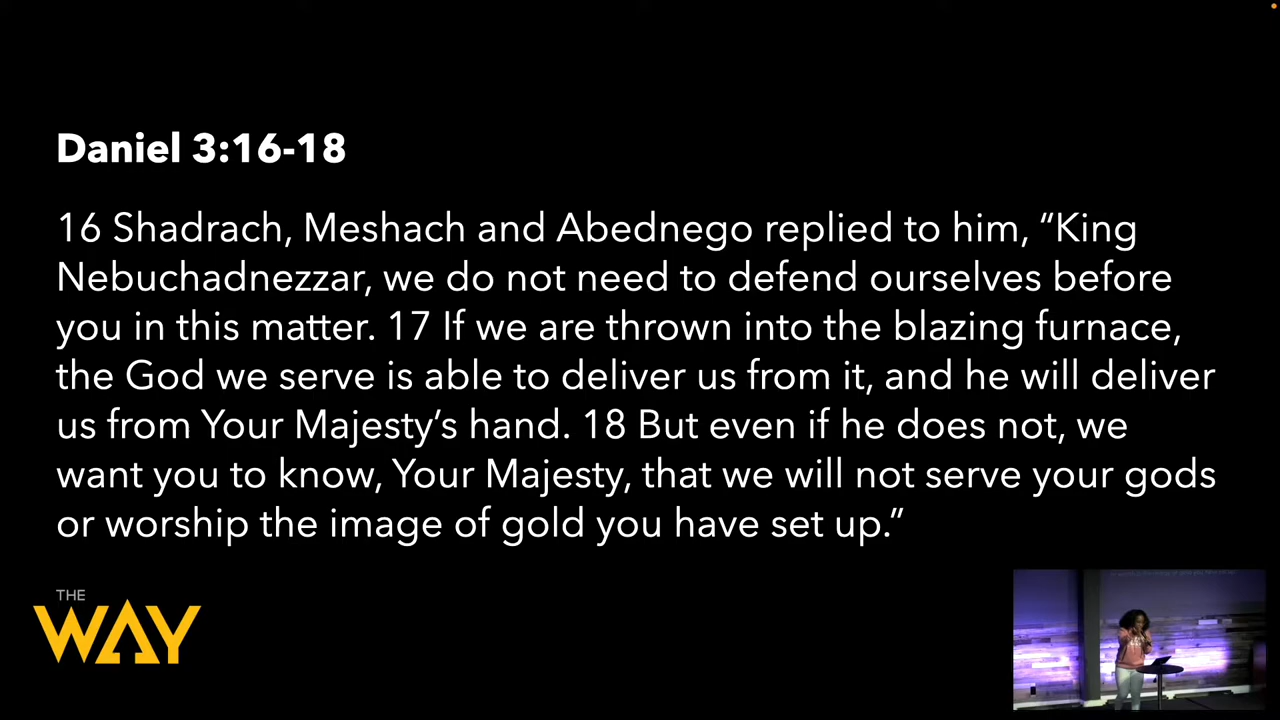 Daniel 3:16-18
16 Shadrach, Meshach and Abednego replied to him, “King
Nebuchadnezzar, we do not need to defend ourselves before
you in this matter. 17 If we are thrown into the blazing furnace,
the God we serve is able to deliver us from it, and he will deliver
us from Your Majesty’s hand. 18 But even if he does not, we
want you to know, Your Majesty, that we will not serve your gods
or worship the image of gold you have set up.”
THE
WAY